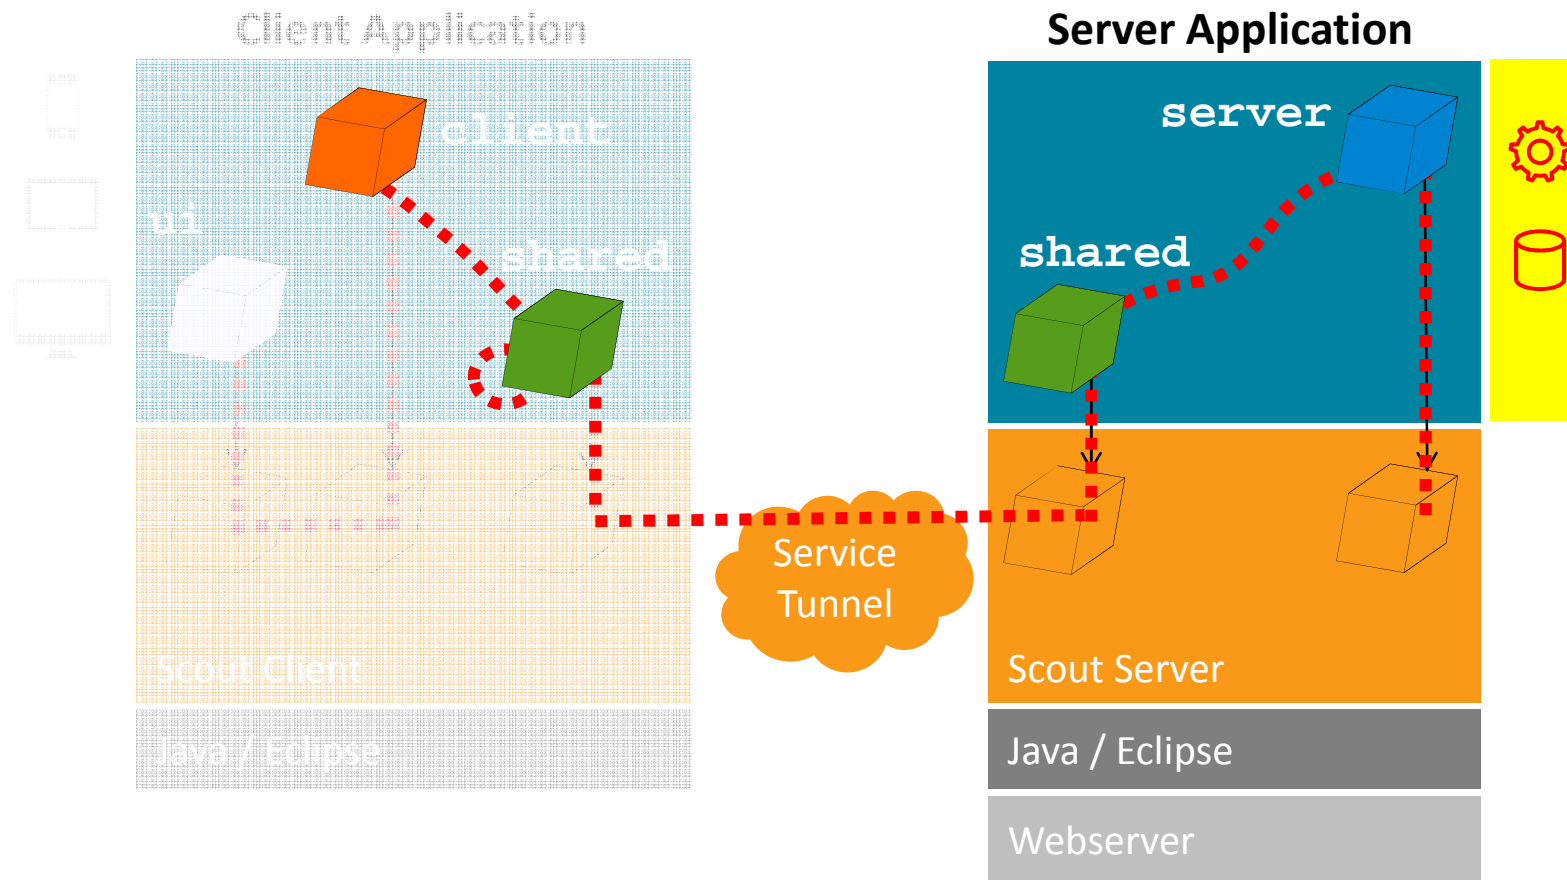 Client Application
Server Application
client
server
ui
shared
shared
Service
Tunnel
Scout Client
Scout Server
Java / Eclipse
Java / Eclipse
Webserver